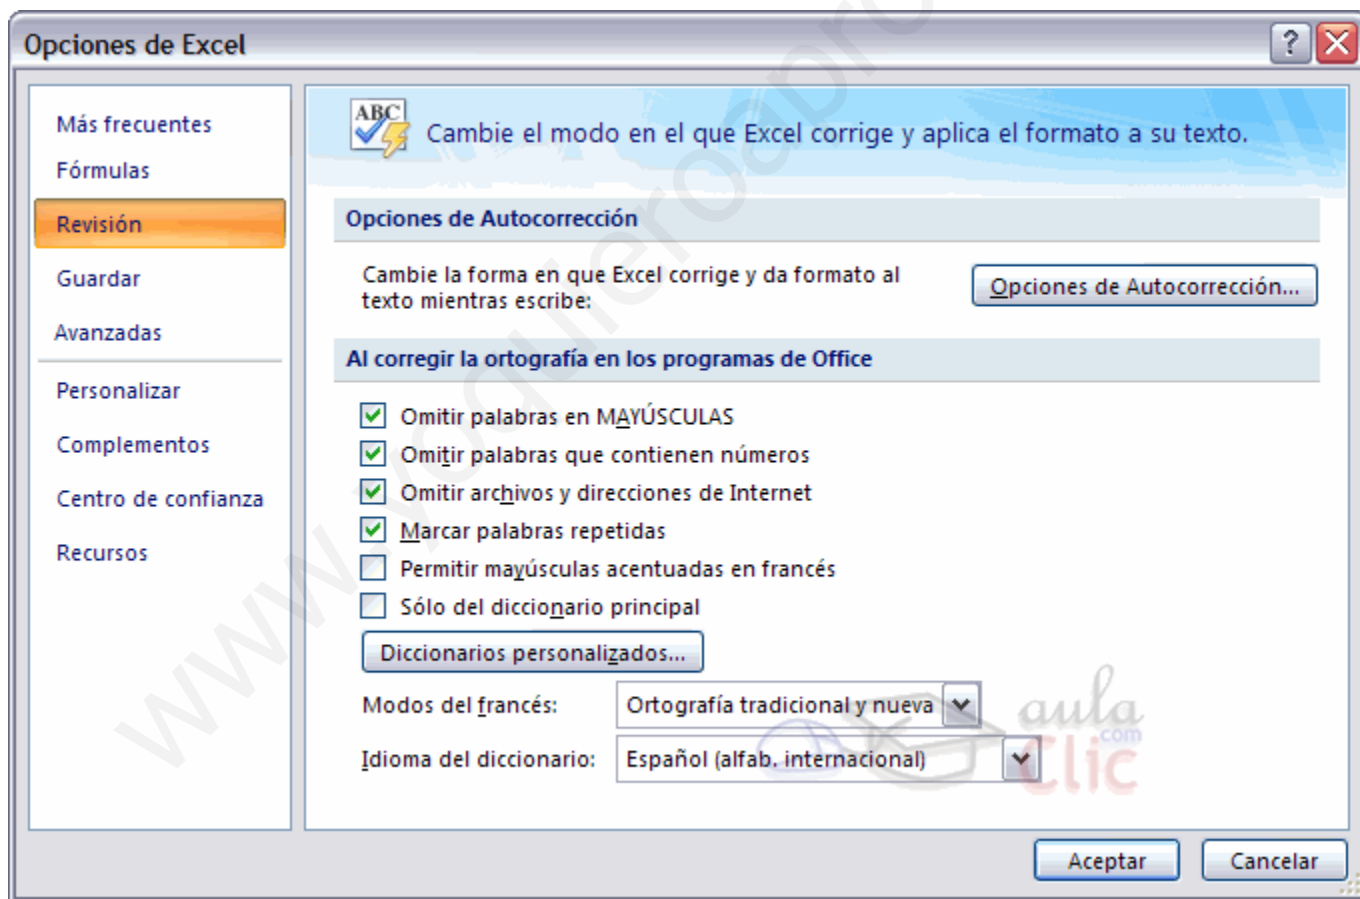 Opciones de Excel
Más frecuentes
Fórmulas
Revisión
Guardar
Avanzadas
Personalizar
Complementos
Centro de confianza
Recursos
ABC
Cambie el modo en el que Excel corrige y aplica el formato a su texto.
Opciones de Autocorrección
Cambie la forma en que Excel corrige y da formato al
texto mientras escribe:
Opciones de Autocorrección...
Al corregir la ortografía en los programas de Office
Omitir palabras en MAYÚSCULAS
Omitir palabras que contienen números
Omitir archivos y direcciones de Internet
Marcar palabras repetidas
Permitir mayúsculas acentuadas en francés
Sólo del diccionario principal
Diccionarios personalizados...
Modos del francés:
Ortografía tradicional y nueva
Idioma del diccionario:
Español (alfab. internacional)
aula
com
Clic
Aceptar
Cancelar
www.yoquieroapro